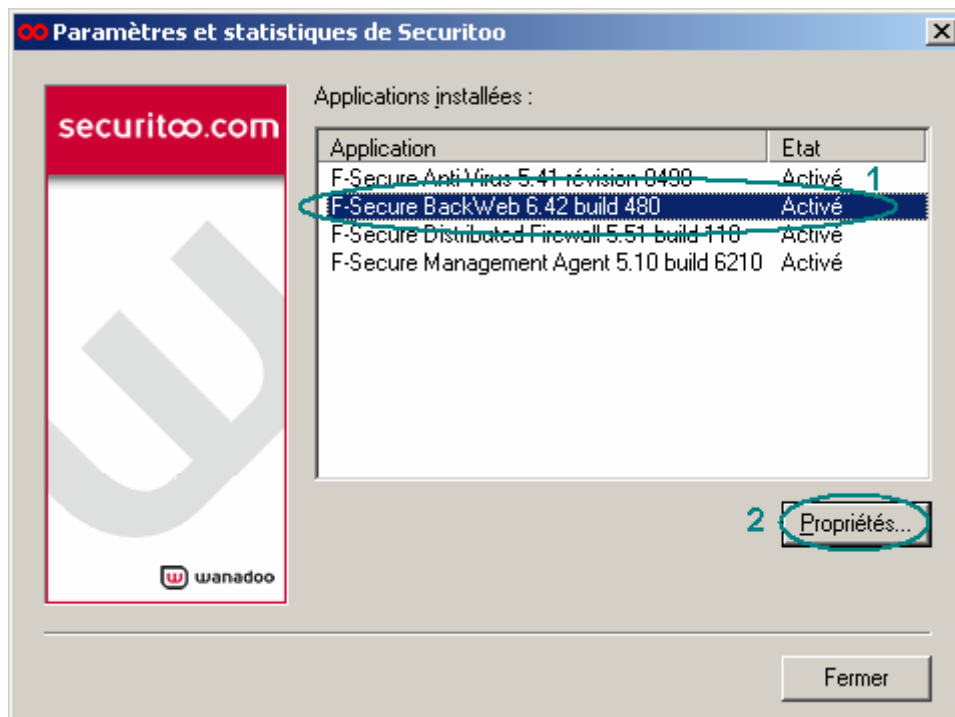 Paramètres et statistiques de Securitoo
securitoo.com
Applications installées :
Application Etat
F-Secure Anti Virus 5.41 révision 0400 Activé 1
F-Secure BackWeb 6.42 build 480 Activé
F-Secure Distributed Firewall 5.51 build 110 Activé
F-Secure Management Agent 5.10 build 6210 Activé
2 Propriétés...
wanadoo
Fermer